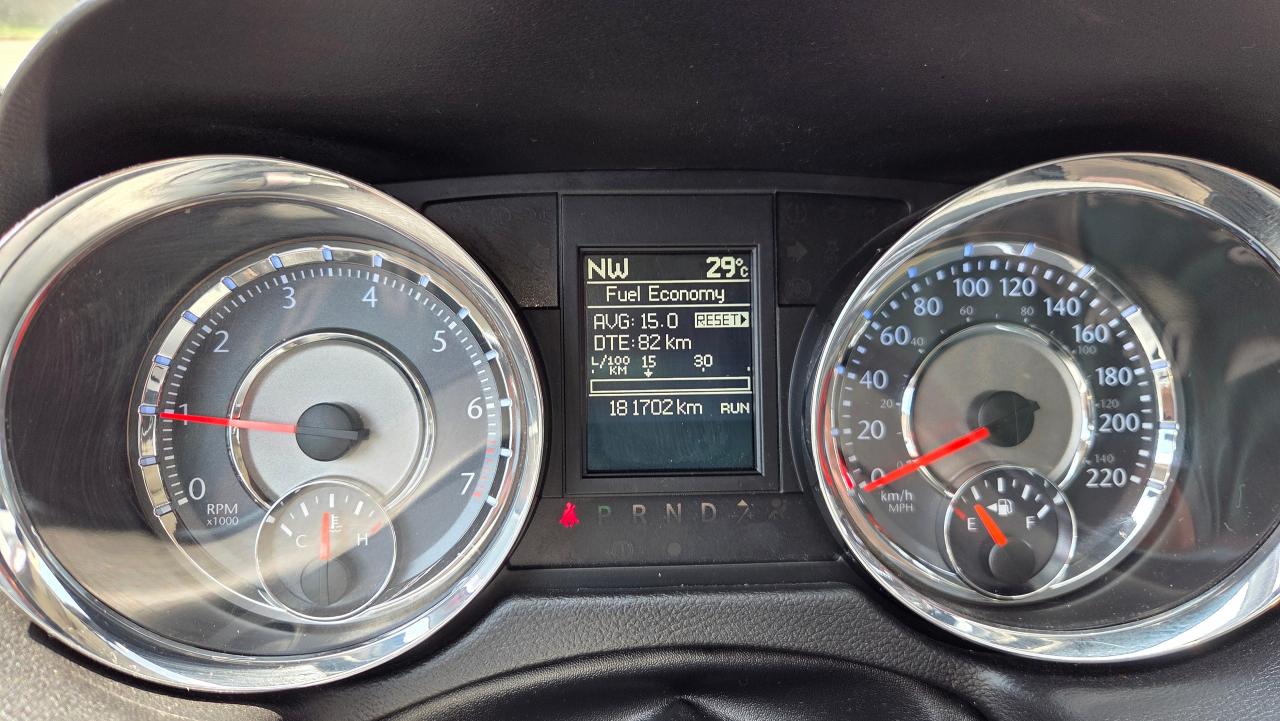 NW 29°C
Fuel Economy
AVG: 15.0 RESET
DTE: 82 km
L/100 KM 15 30
181702 km RUN
0 1 2 3 4 5 6 7
RPM
x1000
C H
P R N D
0 20 40 60 80 100 120 140 160 180 200 220
20 40 60 80 100 120 140
km/h
MPH
E F